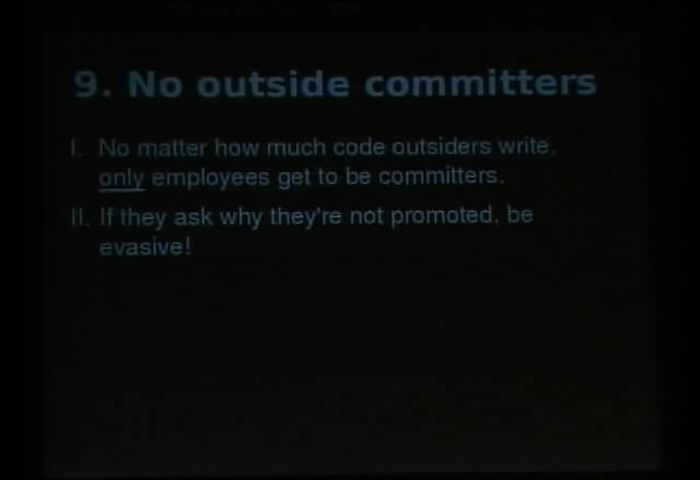 9. No outside committers
I. No matter how much code outsiders write,
only employees get to be committers.
II. If they ask why they're not promoted, be
evasive!